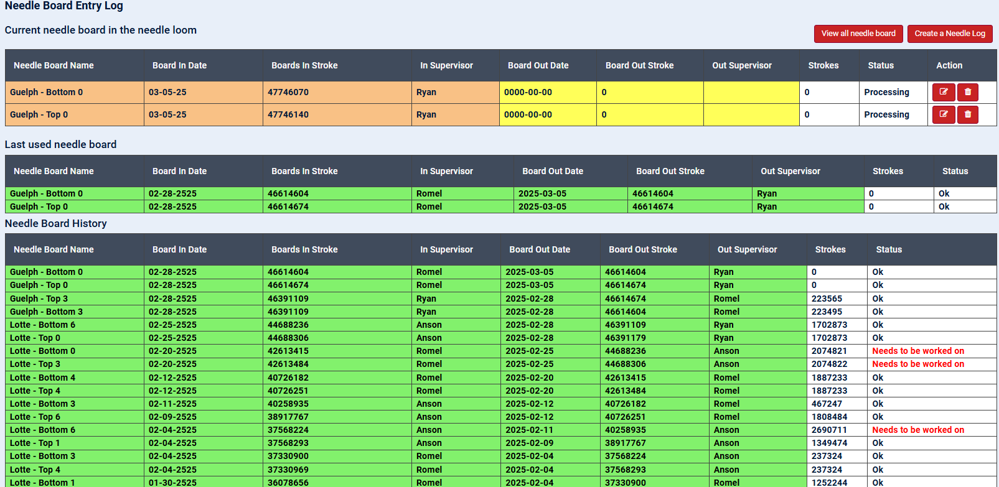 Needle Board Entry Log
Current needle board in the needle loom
View all needle board Create a Needle Log
Needle Board Name Board In Date Boards In Stroke In Supervisor Board Out Date Board Out Stroke Out Supervisor Strokes Status Action
Guelph - Bottom 0 03-05-25 47746070 Ryan 0000-00-00 0 0 Processing
Guelph - Top 0 03-05-25 47746140 Ryan 0000-00-00 0 0 Processing
Last used needle board
Needle Board Name Board In Date Boards In Stroke In Supervisor Board Out Date Board Out Stroke Out Supervisor Strokes Status
Guelph - Bottom 0 02-28-2525 46614604 Romel 2025-03-05 46614604 Ryan 0 Ok
Guelph - Top 0 02-28-2525 46614674 Romel 2025-03-05 46614674 Ryan 0 Ok
Needle Board History
Needle Board Name Board In Date Boards In Stroke In Supervisor Board Out Date Board Out Stroke Out Supervisor Strokes Status
Guelph - Bottom 0 02-28-2525 46614604 Romel 2025-03-05 46614604 Ryan 0 Ok
Guelph - Top 0 02-28-2525 46614674 Romel 2025-03-05 46614674 Ryan 0 Ok
Guelph - Top 3 02-28-2525 46391109 Ryan 2025-02-28 46614674 Romel 223565 Ok
Guelph - Bottom 3 02-28-2525 46391109 Ryan 2025-02-28 46614604 Romel 223495 Ok
Lotte - Bottom 6 02-25-2525 44688236 Anson 2025-02-28 46391109 Ryan 1702873 Ok
Lotte - Top 0 02-25-2525 44688306 Anson 2025-02-28 46391179 Ryan 1702873 Ok
Lotte - Bottom 0 02-20-2525 42613415 Romel 2025-02-25 44688236 Anson 2074821 Needs to be worked on
Lotte - Top 3 02-20-2525 42613484 Romel 2025-02-25 44688306 Anson 2074822 Needs to be worked on
Lotte - Bottom 4 02-12-2525 40726182 Romel 2025-02-20 42613415 Romel 1887233 Ok
Lotte - Top 4 02-12-2525 40726251 Romel 2025-02-20 42613484 Romel 1887233 Ok
Lotte - Bottom 3 02-11-2525 40258935 Anson 2025-02-12 40726182 Romel 467247 Ok
Lotte - Top 6 02-09-2525 38917767 Anson 2025-02-12 40726251 Romel 1808484 Ok
Lotte - Bottom 6 02-04-2525 37568224 Anson 2025-02-11 40258935 Anson 2690711 Needs to be worked on
Lotte - Top 1 02-04-2525 37568293 Anson 2025-02-09 38917767 Anson 1349474 Ok
Lotte - Bottom 3 02-04-2525 37330900 Romel 2025-02-04 37568224 Anson 237324 Ok
Lotte - Top 4 02-04-2525 37330969 Romel 2025-02-04 37568293 Anson 237324 Ok
Lotte - Bottom 1 01-30-2525 36078656 Romel 2025-02-04 37330900 Romel 1252244 Ok